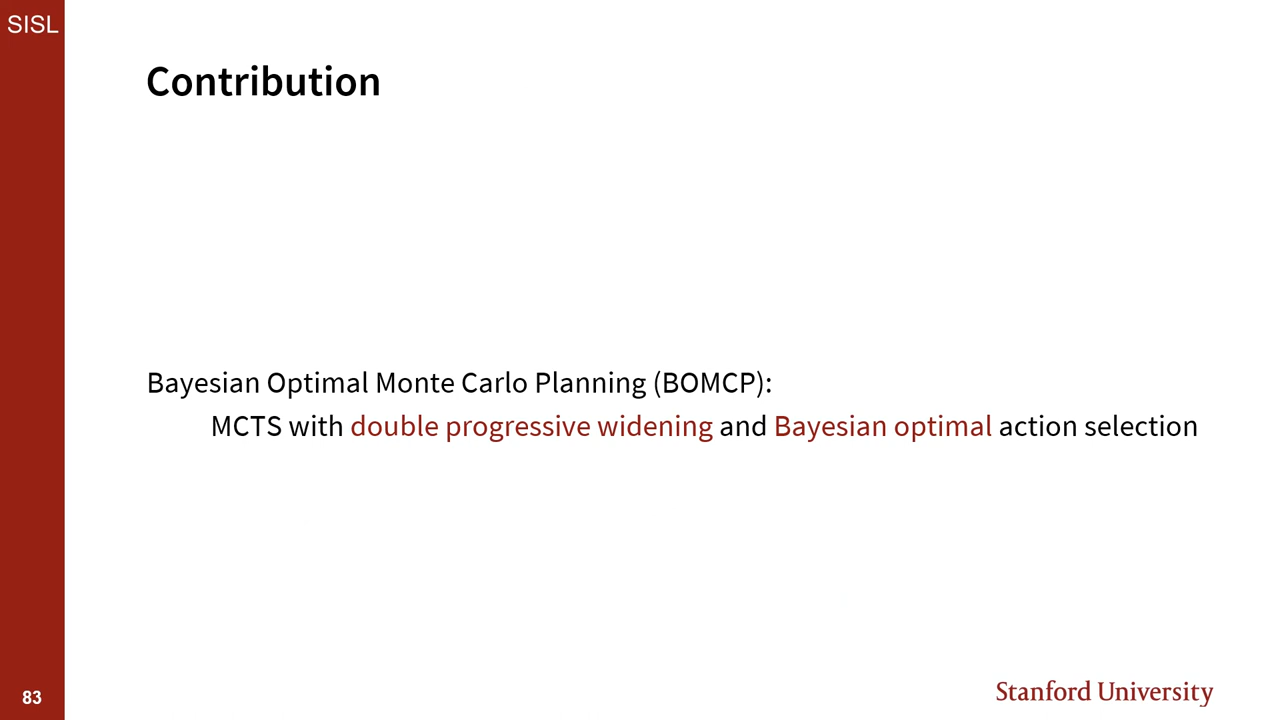 SISL
Contribution
Bayesian Optimal Monte Carlo Planning (BOMCP):
MCTS with double progressive widening and Bayesian optimal action selection
83
Stanford University